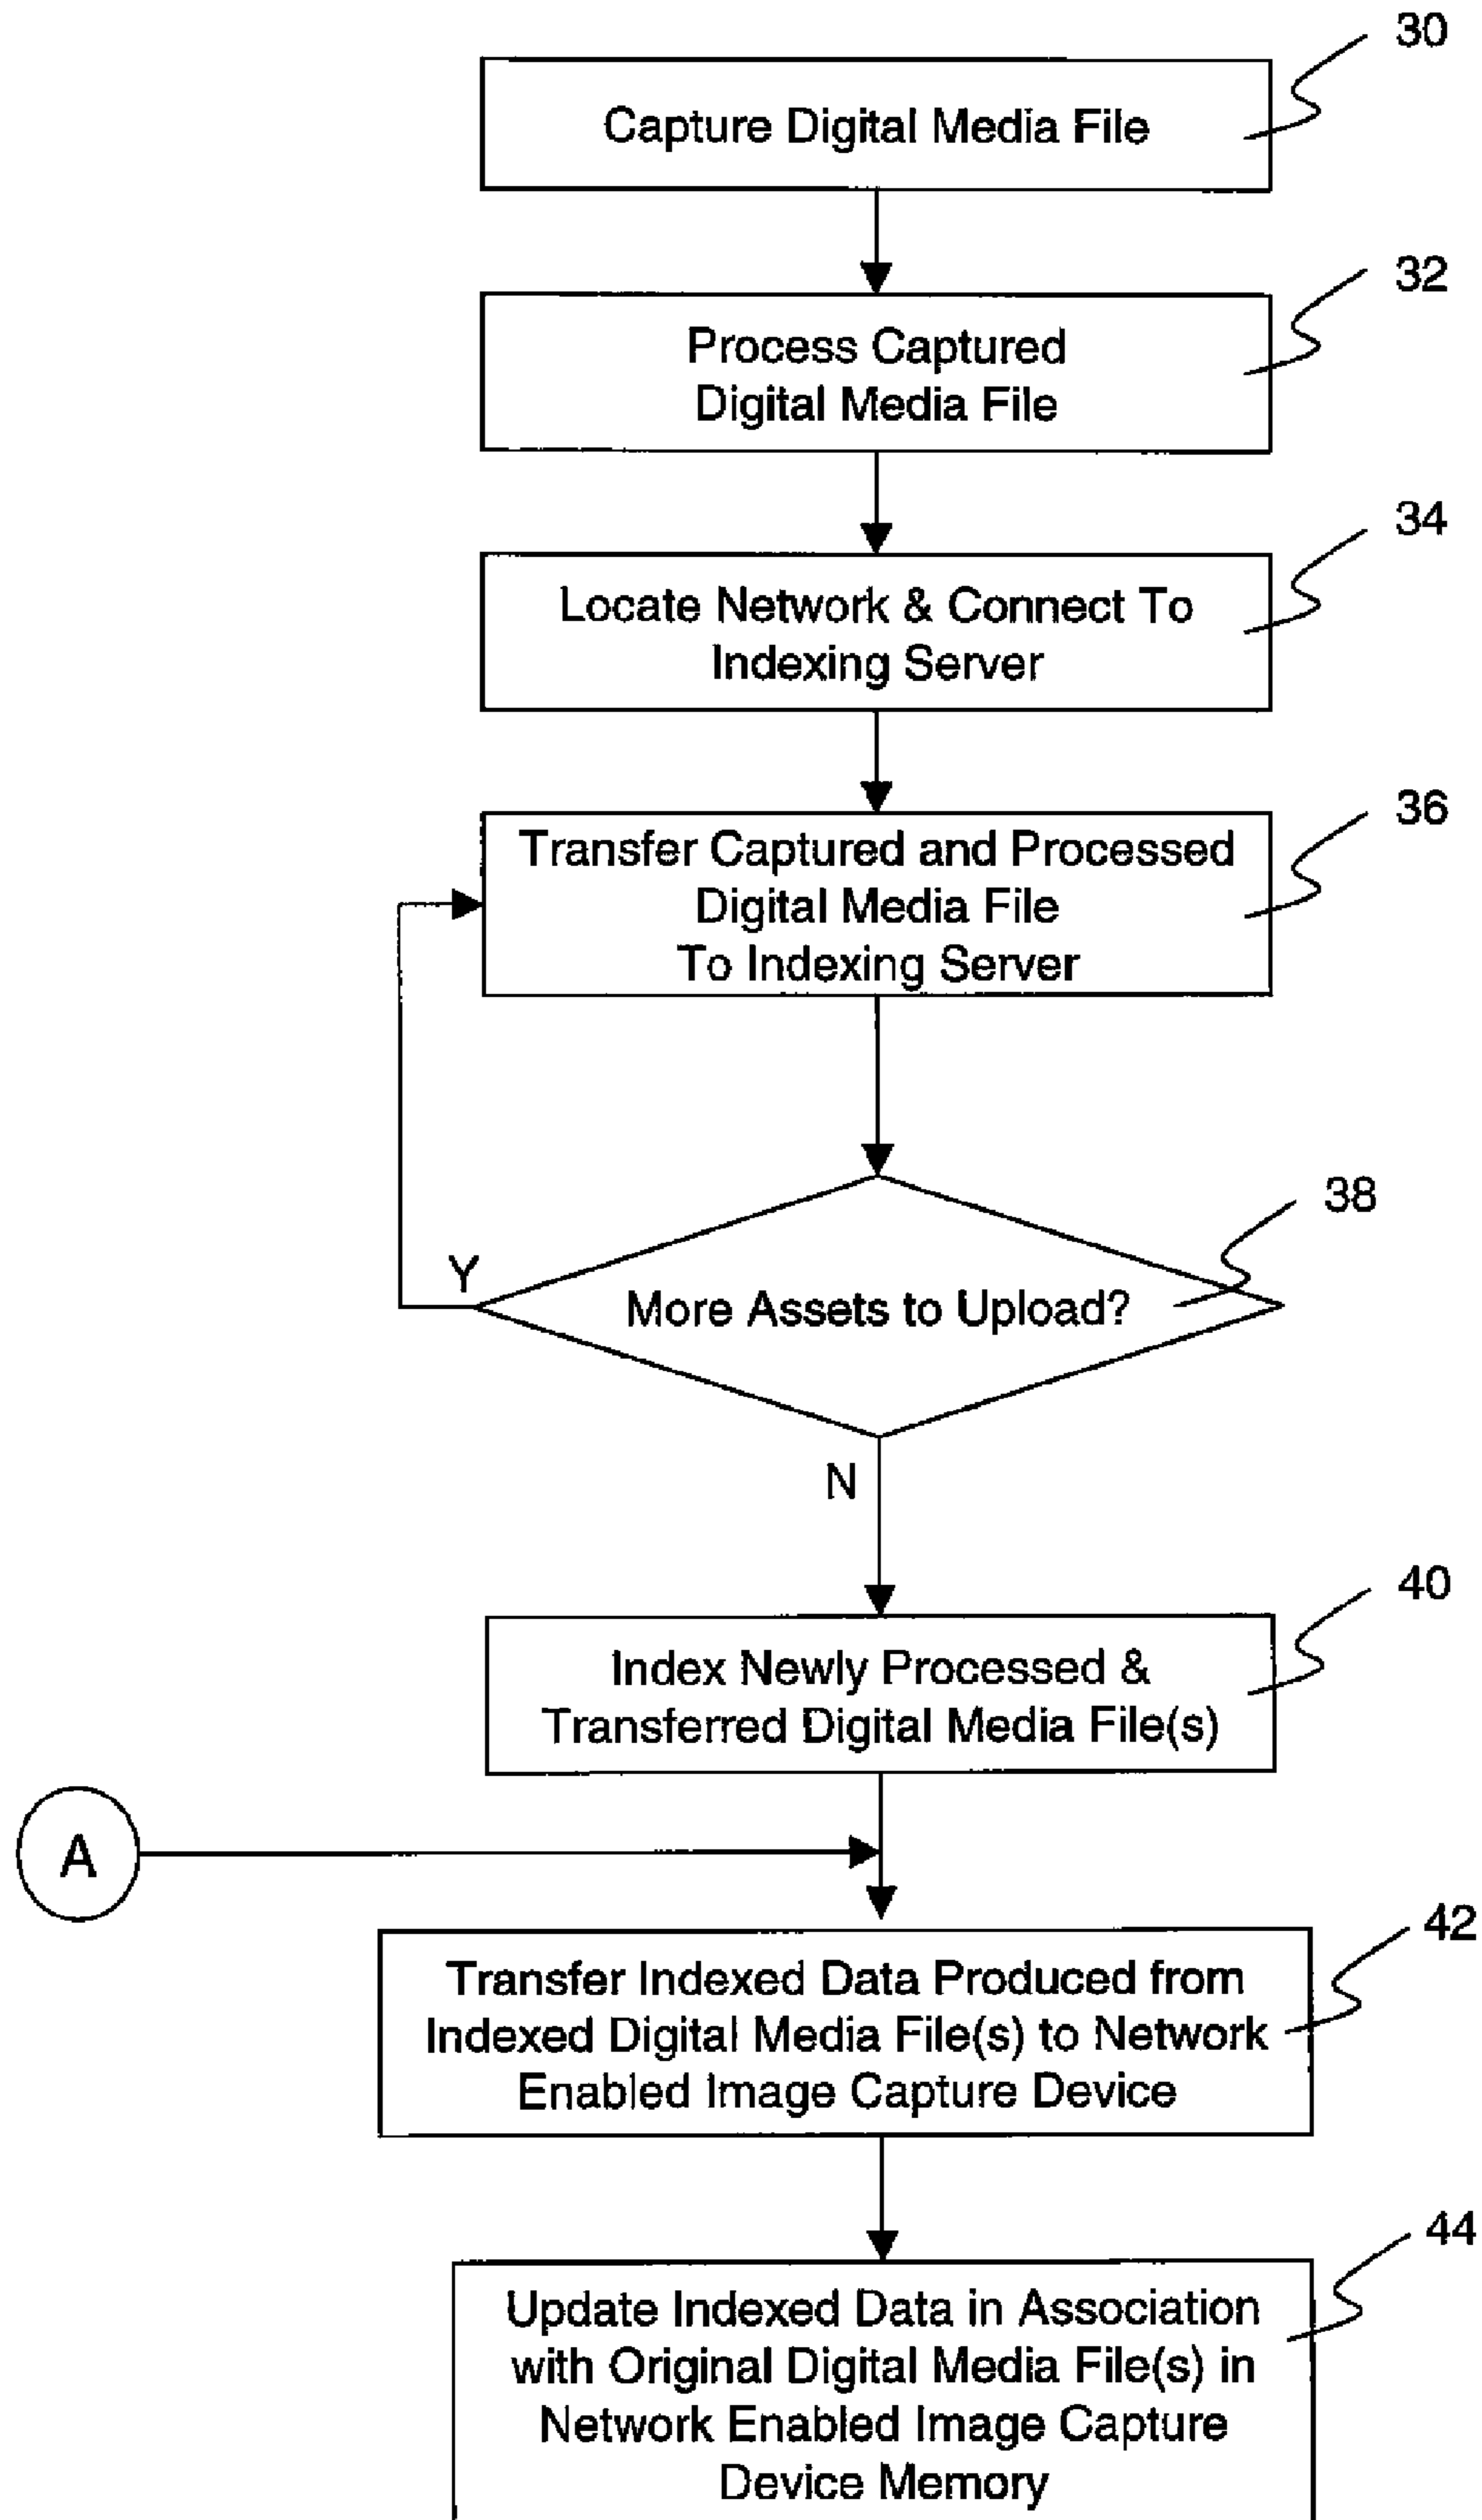 30
Capture Digital Media File
32
Process Captured
Digital Media File
34
Locate Network & Connect To
Indexing Server
36
Transfer Captured and Processed
Digital Media File
To Indexing Server
38
Y
More Assets to Upload?
N
40
Index Newly Processed &
Transferred Digital Media File(s)
A
42
Transfer Indexed Data Produced from
Indexed Digital Media File(s) to Network
Enabled Image Capture Device
44
Update Indexed Data in Association
with Original Digital Media File(s) in
Network Enabled Image Capture
Device Memory